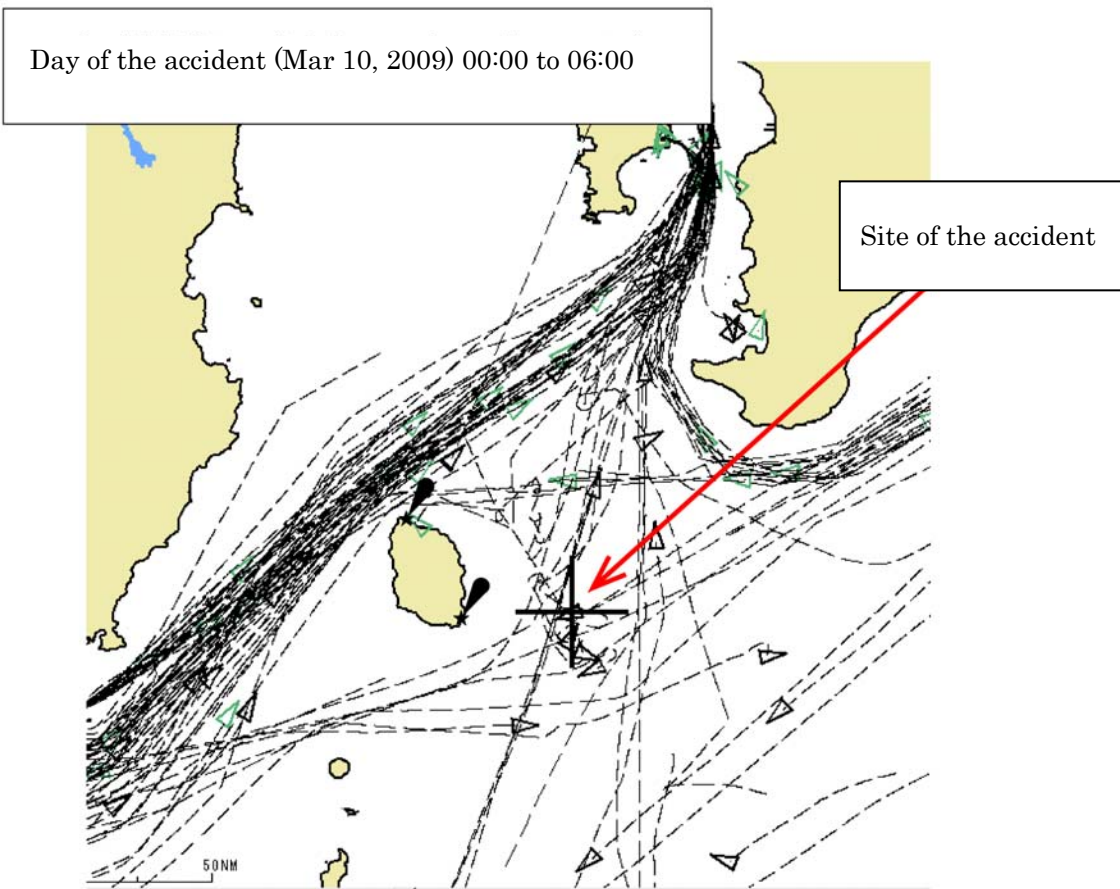 Day of the accident (Mar 10, 2009) 00:00 to 06:00
Site of the accident
50NM